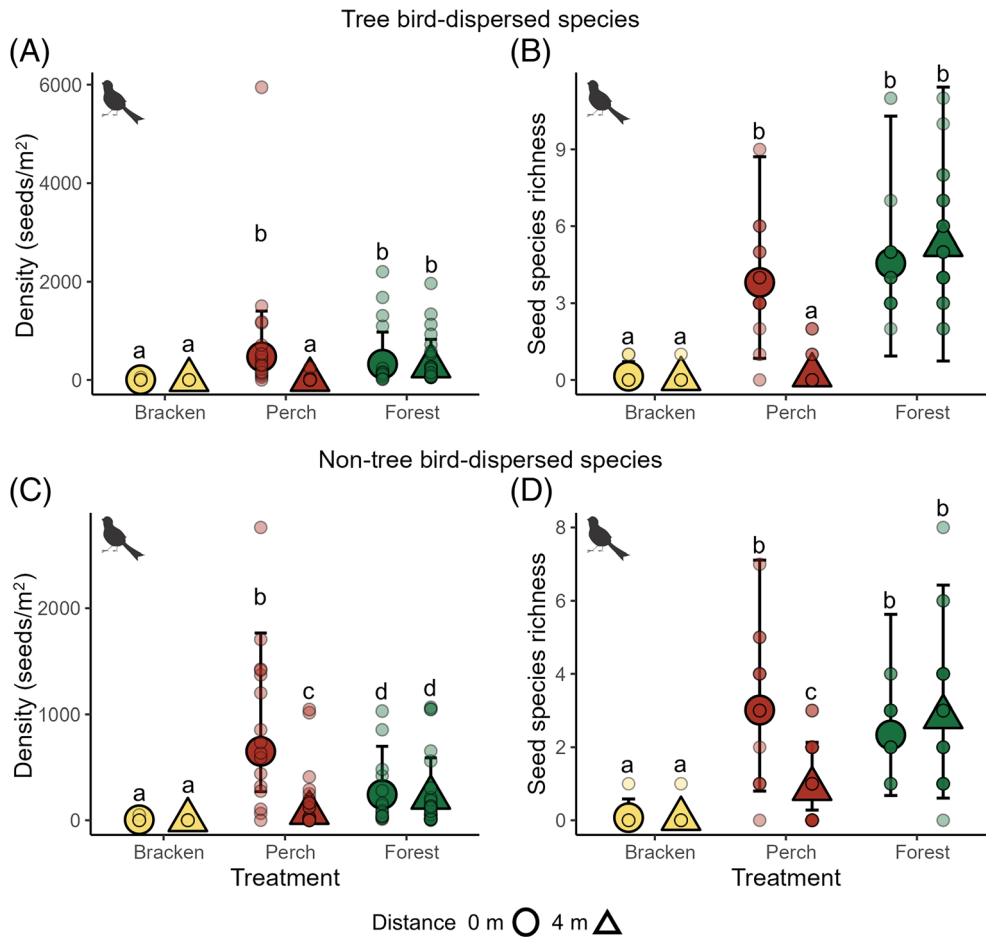 Tree bird-dispersed species
(A)
(B)
Density (seeds/m²)
6000
4000
2000
0
a a b a b b
Bracken Perch Forest
Seed species richness
9
6
3
0
a a b a b b
Bracken Perch Forest
Non-tree bird-dispersed species
(C)
(D)
Density (seeds/m²)
2000
1000
0
a a b c d d
Bracken Perch Forest
Treatment
Seed species richness
8
6
4
2
0
a a b c b b
Bracken Perch Forest
Treatment
Distance 0 m 4 m